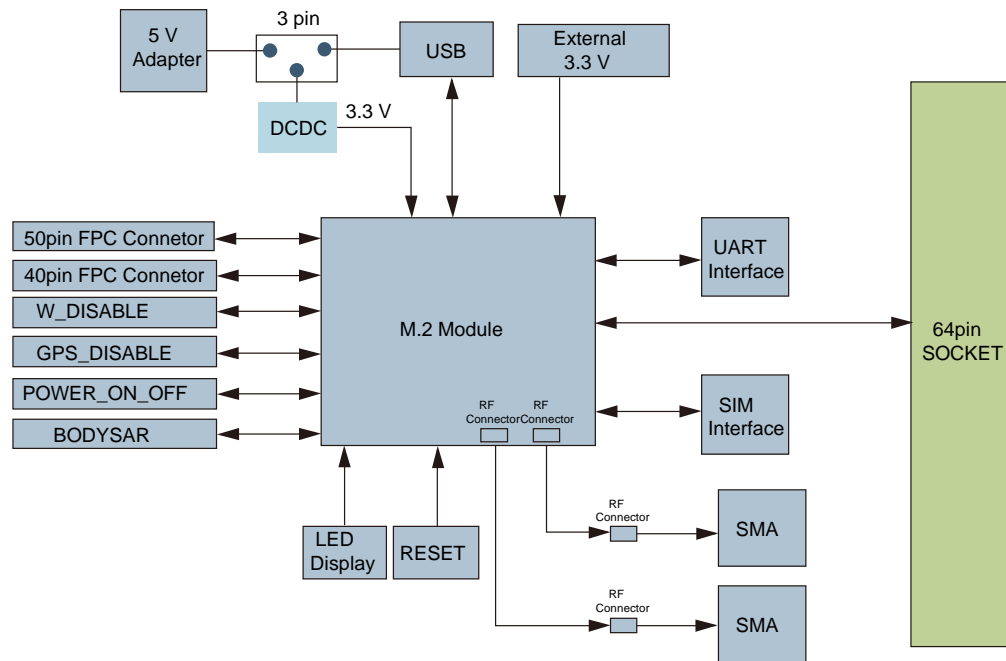 3 pin
5 V
Adapter
USB
External
3.3 V
DCDC
3.3 V
50pin FPC Connetor
40pin FPC Connetor
W_DISABLE
GPS_DISABLE
POWER_ON_OFF
BODYSAR
M.2 Module
UART
Interface
64pin
SOCKET
SIM
Interface
RF
Connector
RF
Connector
LED
Display
RESET
RF
Connector
SMA
RF
Connector
SMA